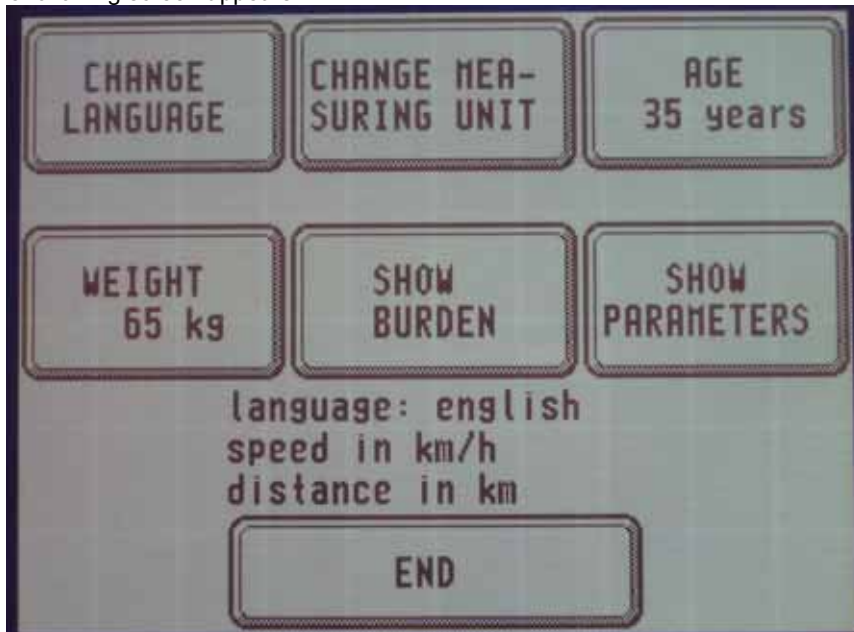 CHANGE
LANGUAGE
CHANGE MEA-
SURING UNIT
AGE
35 years
WEIGHT
65 kg
SHOW
BURDEN
SHOW
PARAMETERS
language: english
speed in km/h
distance in km
END